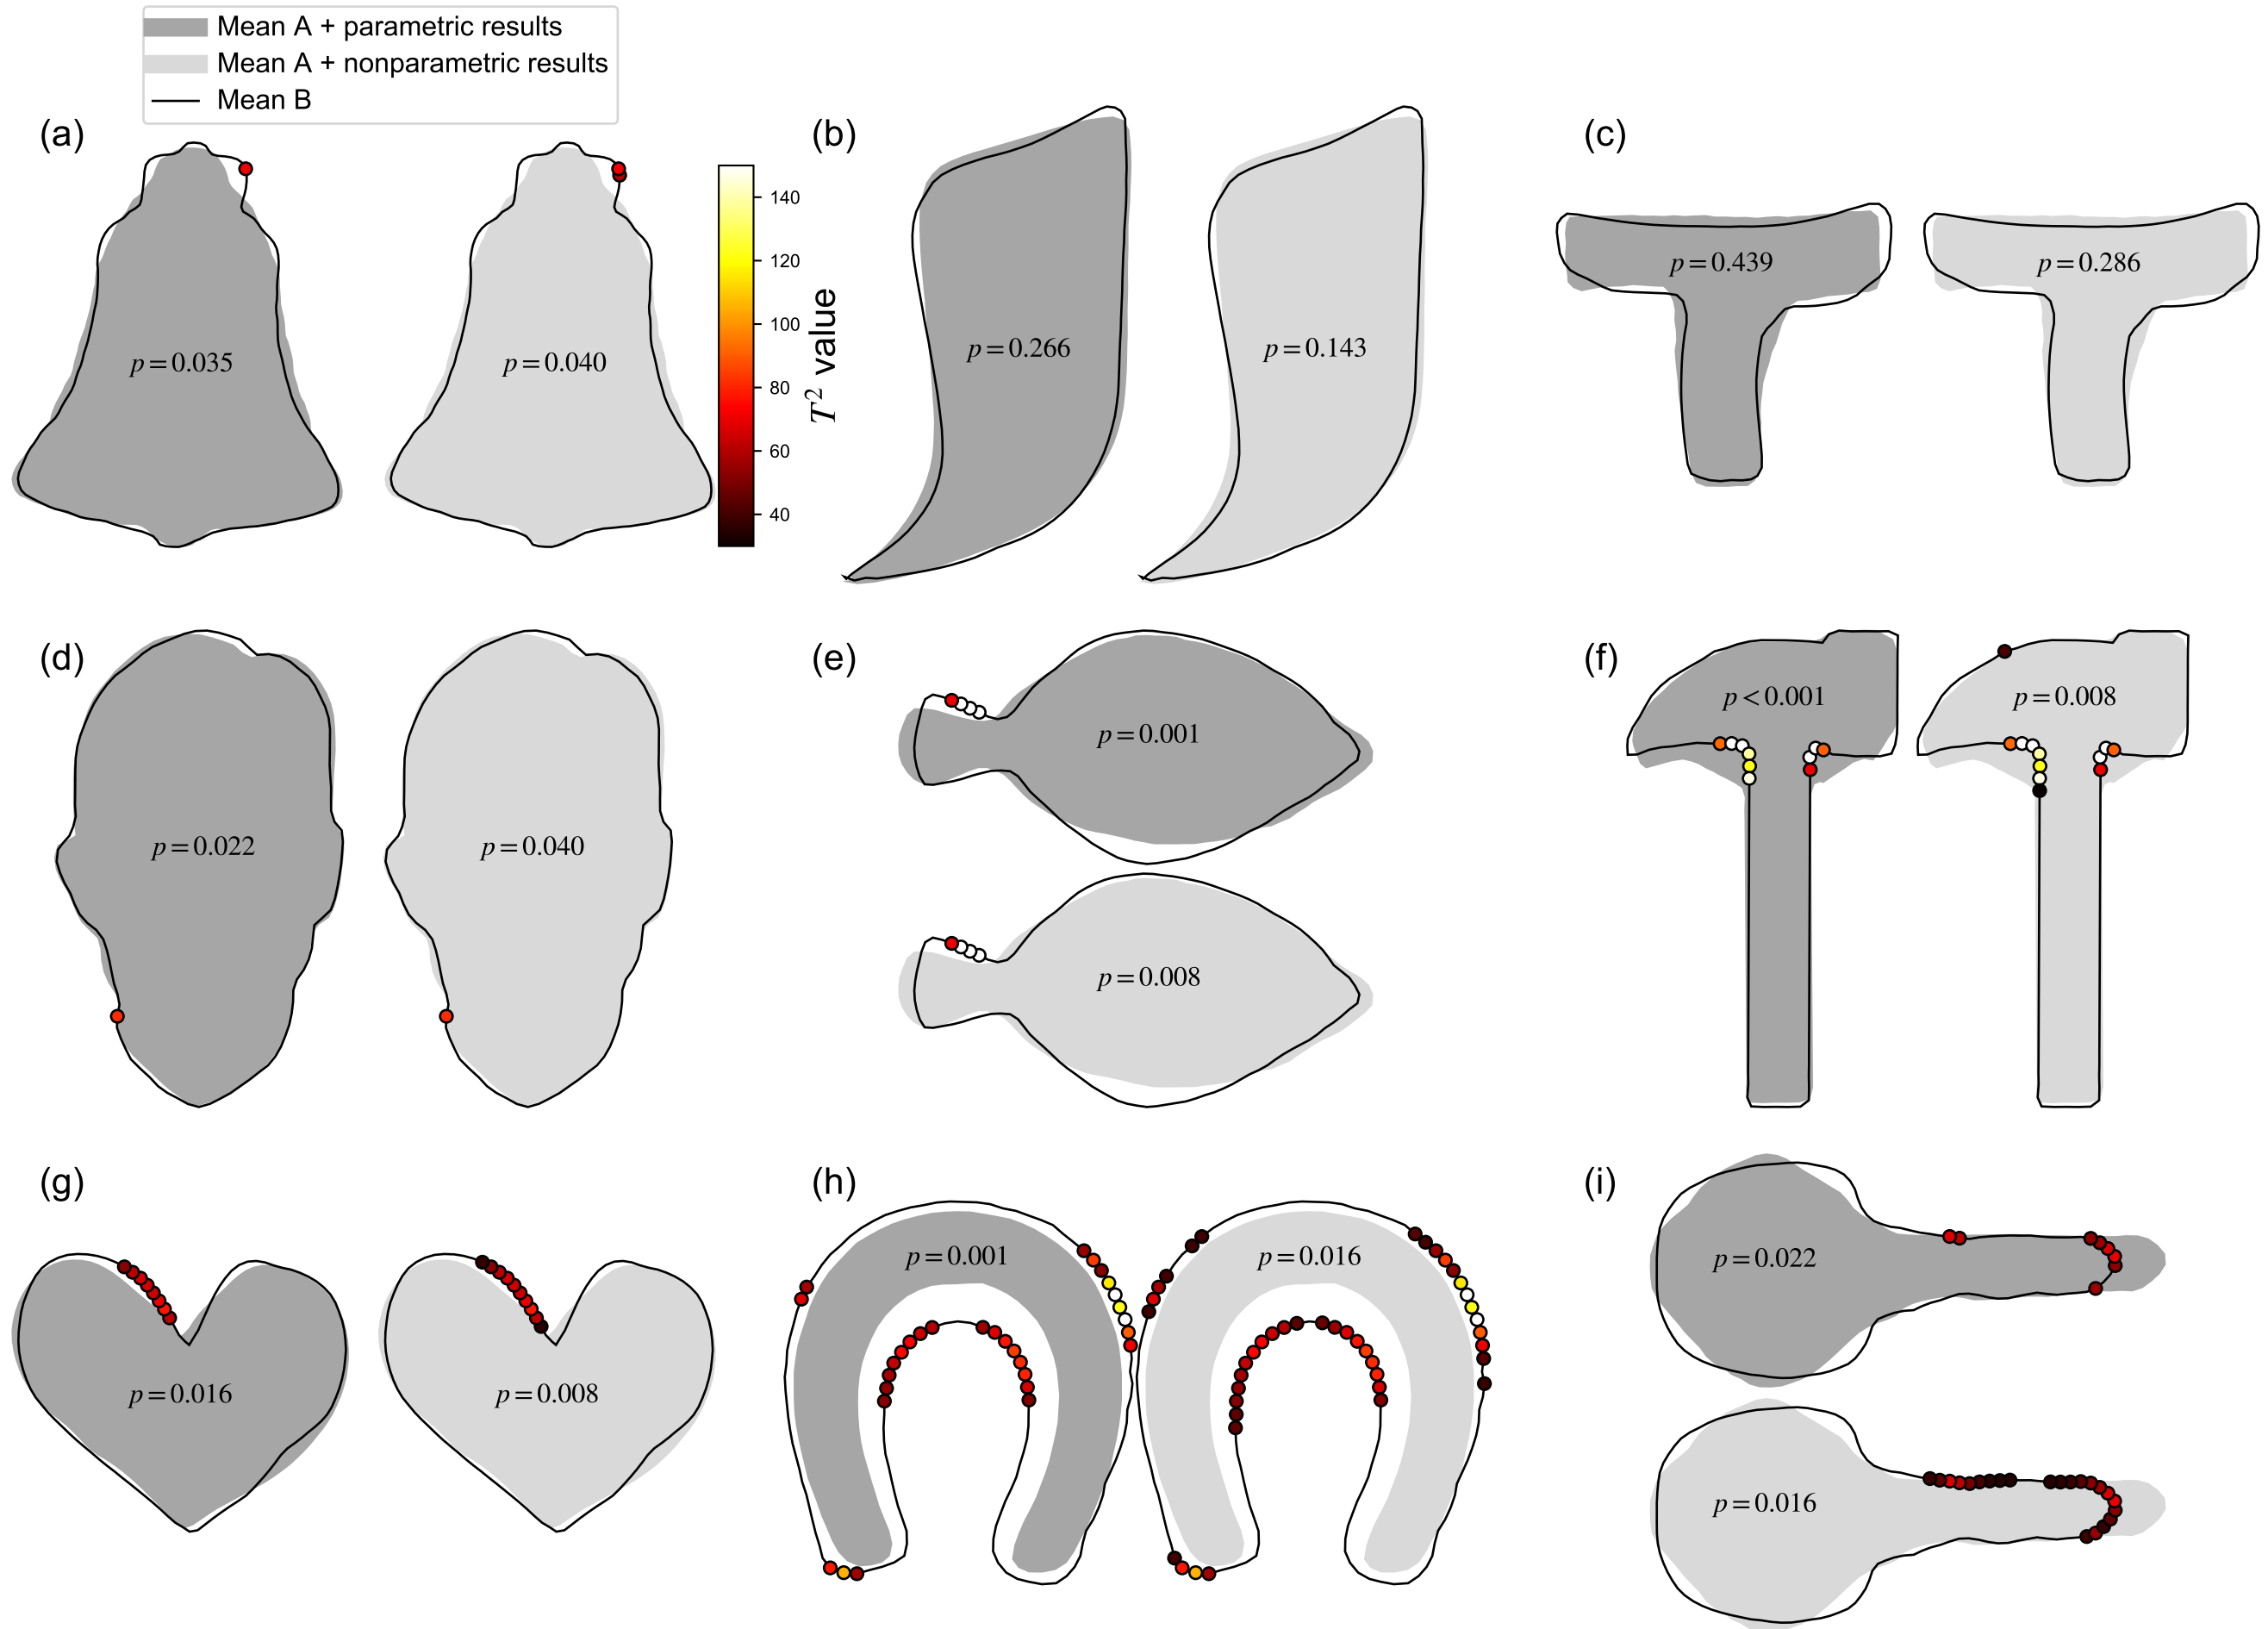 Mean A + parametric results
Mean A + nonparametric results
Mean B
(a)
p = 0.035
p = 0.040
140
120
100
80
60
40
T² value
(b)
p = 0.266
p = 0.143
(c)
p = 0.439
p = 0.286
(d)
p = 0.022
p = 0.040
(e)
p = 0.001
p = 0.008
(f)
p < 0.001
p = 0.008
(g)
p = 0.016
p = 0.008
(h)
p = 0.001
p = 0.016
(i)
p = 0.022
p = 0.016